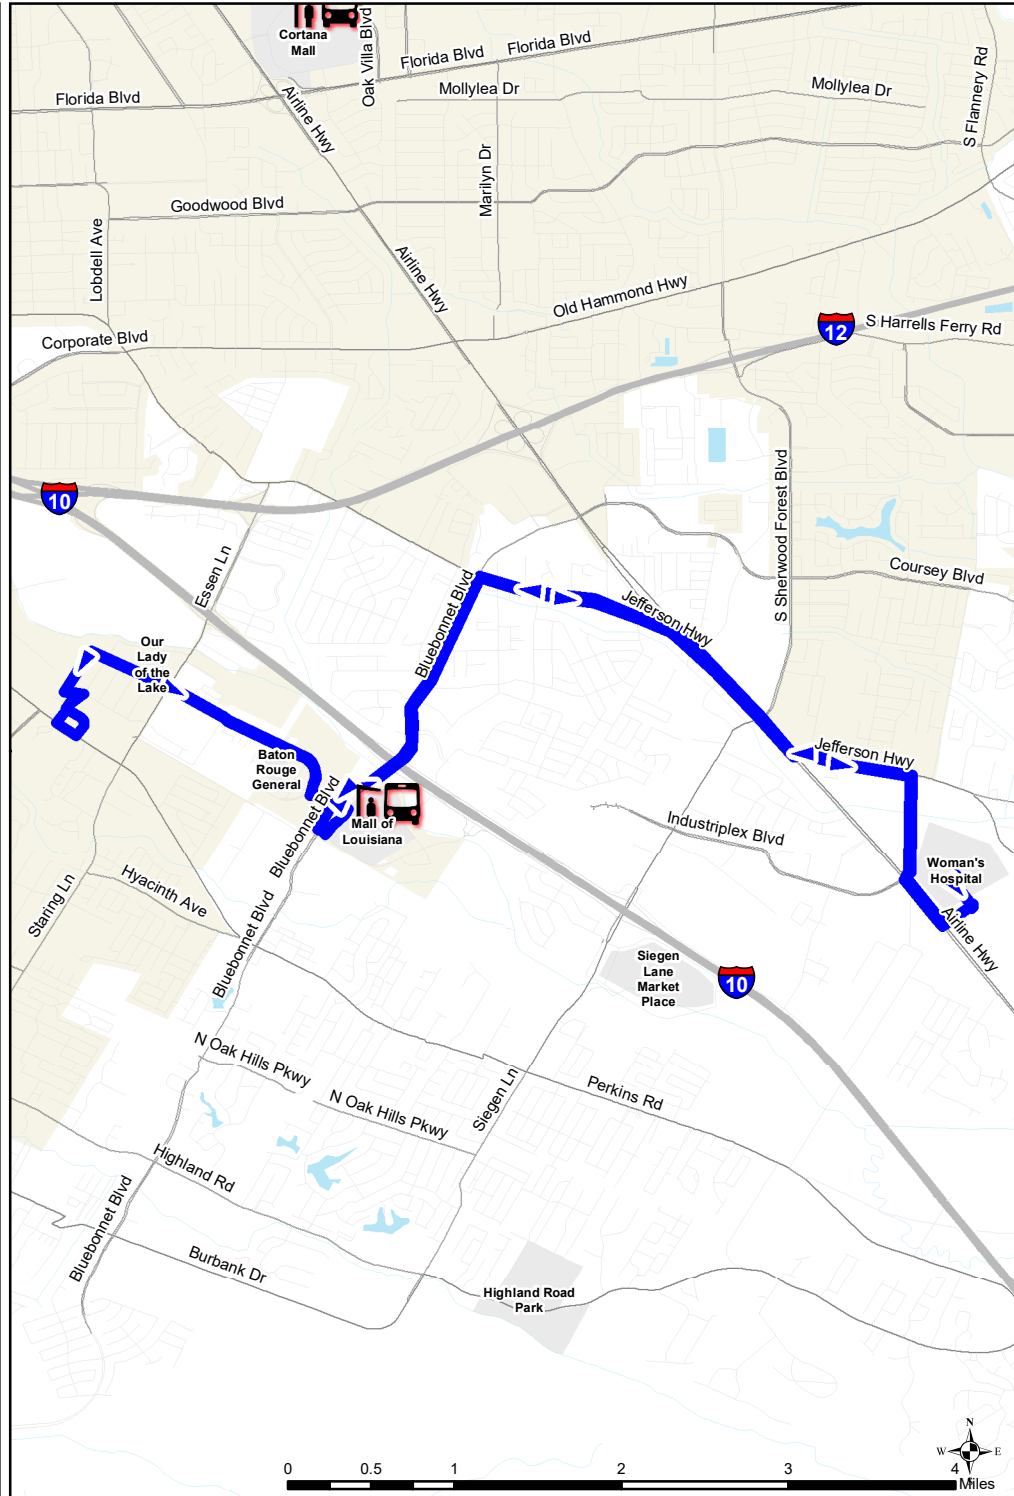 Cortana
Mall
Oak Villa Blvd
Florida Blvd
Florida Blvd
Florida Blvd
Mollylea Dr
Mollylea Dr
S Flannery Rd
Airline Hwy
Marilyn Dr
Goodwood Blvd
Lobdell Ave
Airline Hwy
Old Hammond Hwy
12
S Harrells Ferry Rd
Corporate Blvd
10
S Sherwood Forest Blvd
Essen Ln
Coursey Blvd
Bluebonnet Blvd
Jefferson Hwy
Our
Lady
of the
Lake
Jefferson Hwy
Baton
Rouge
General
Bluebonnet Blvd
Mall of
Louisiana
Industriplex Blvd
Woman's
Hospital
Hyacinth Ave
Staring Ln
Bluebonnet Blvd
Airline Hwy
Siegen
Lane
Market
Place
10
N Oak Hills Pkwy
N Oak Hills Pkwy
Siegen Ln
Perkins Rd
Highland Rd
Bluebonnet Blvd
Burbank Dr
Highland Road
Park
N
W
E
S
0 0.5 1 2 3 4
Miles